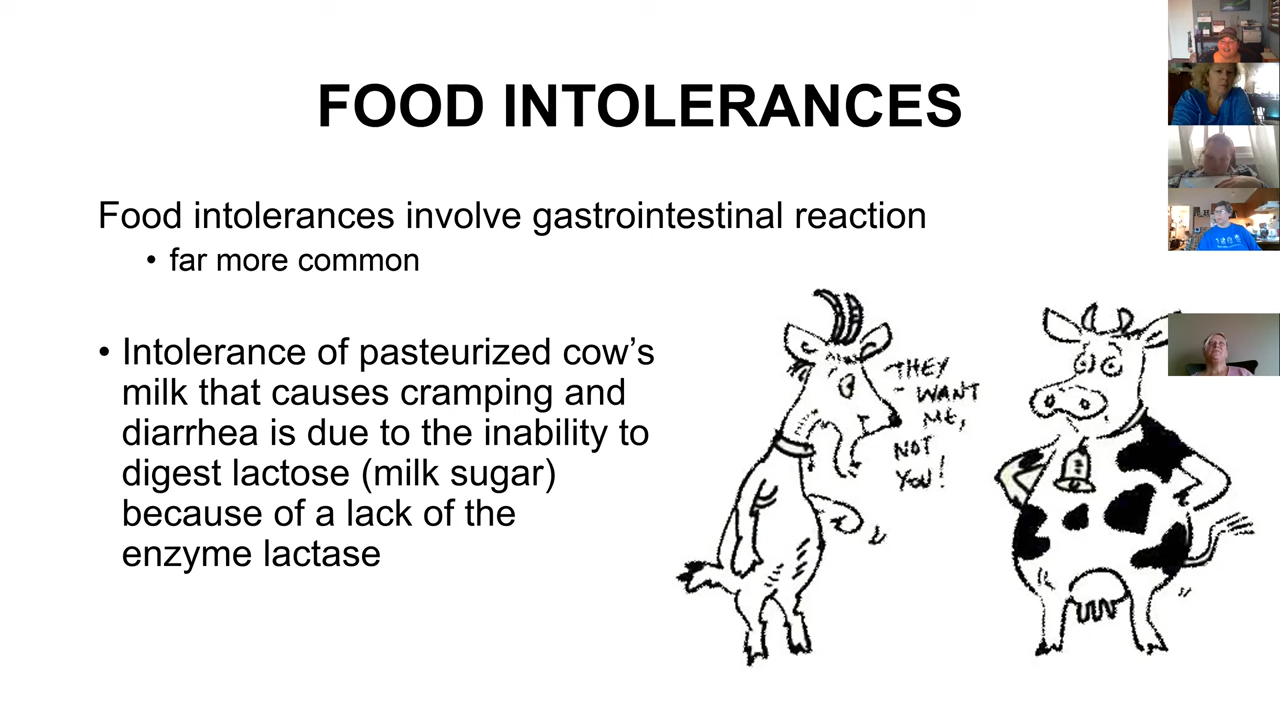 FOOD INTOLERANCES
Food intolerances involve gastrointestinal reaction
• far more common
• Intolerance of pasteurized cow’s
milk that causes cramping and
diarrhea is due to the inability to
digest lactose (milk sugar)
because of a lack of the
enzyme lactase
THEY
WANT
ME,
NOT
YOU!